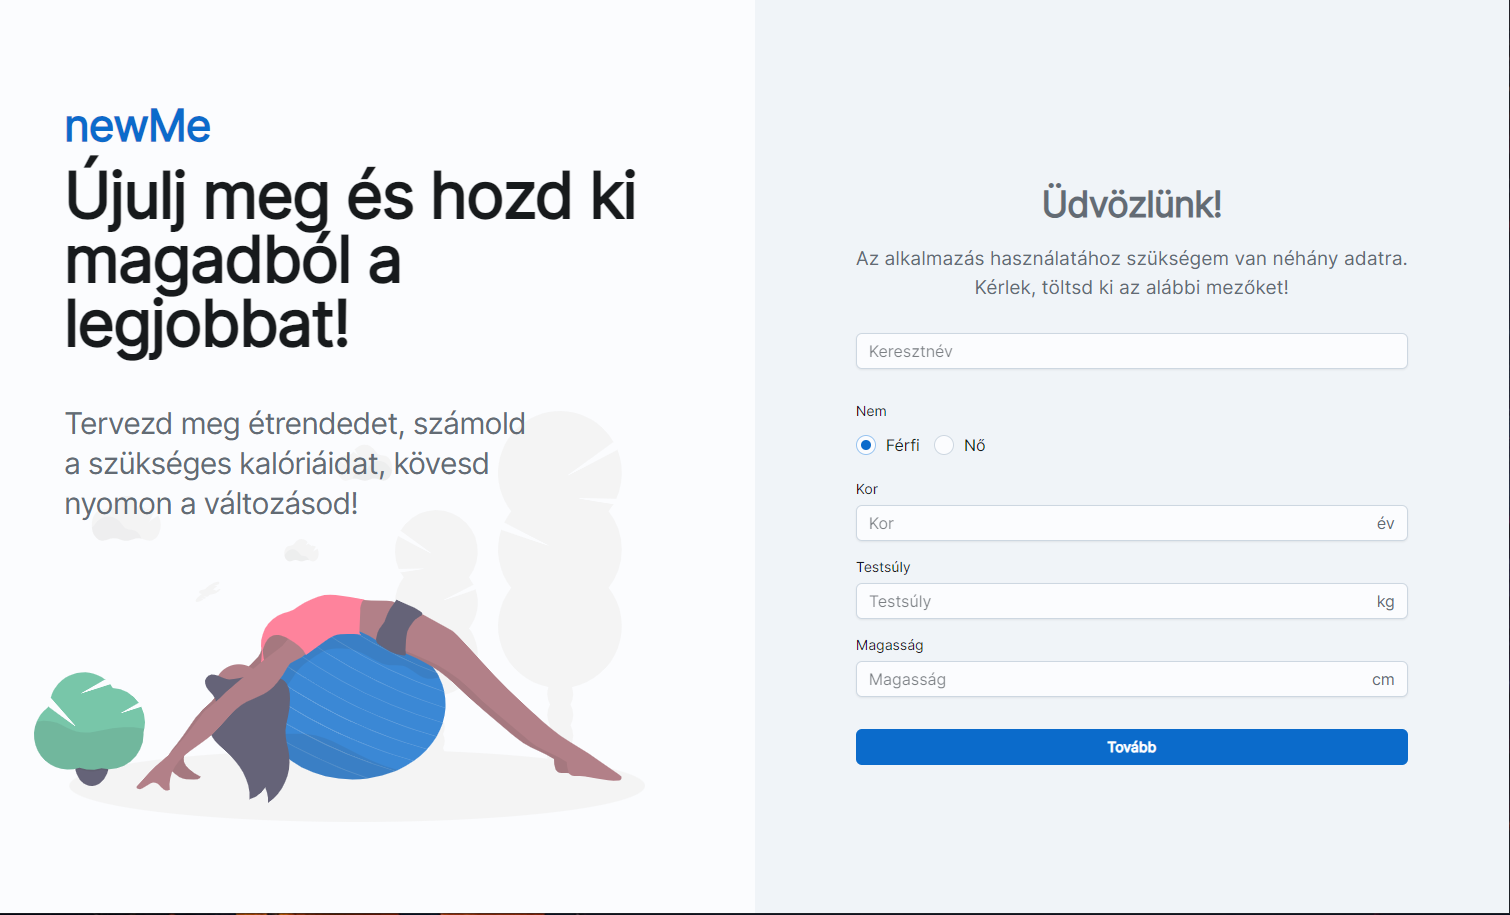 newMe
Újulj meg és hozd ki
magadból a
legjobbat!
Tervezd meg étrendedet, számold
a szükséges kalóriáidat, kövesd
nyomon a változásod!
Üdvözlünk!
Az alkalmazás használatához szükségem van néhány adatra.
Kérlek, töltsd ki az alábbi mezőket!
Keresztnév
Nem
Férfi Nő
Kor
Kor év
Testsúly
Testsúly kg
Magasság
Magasság cm
Tovább